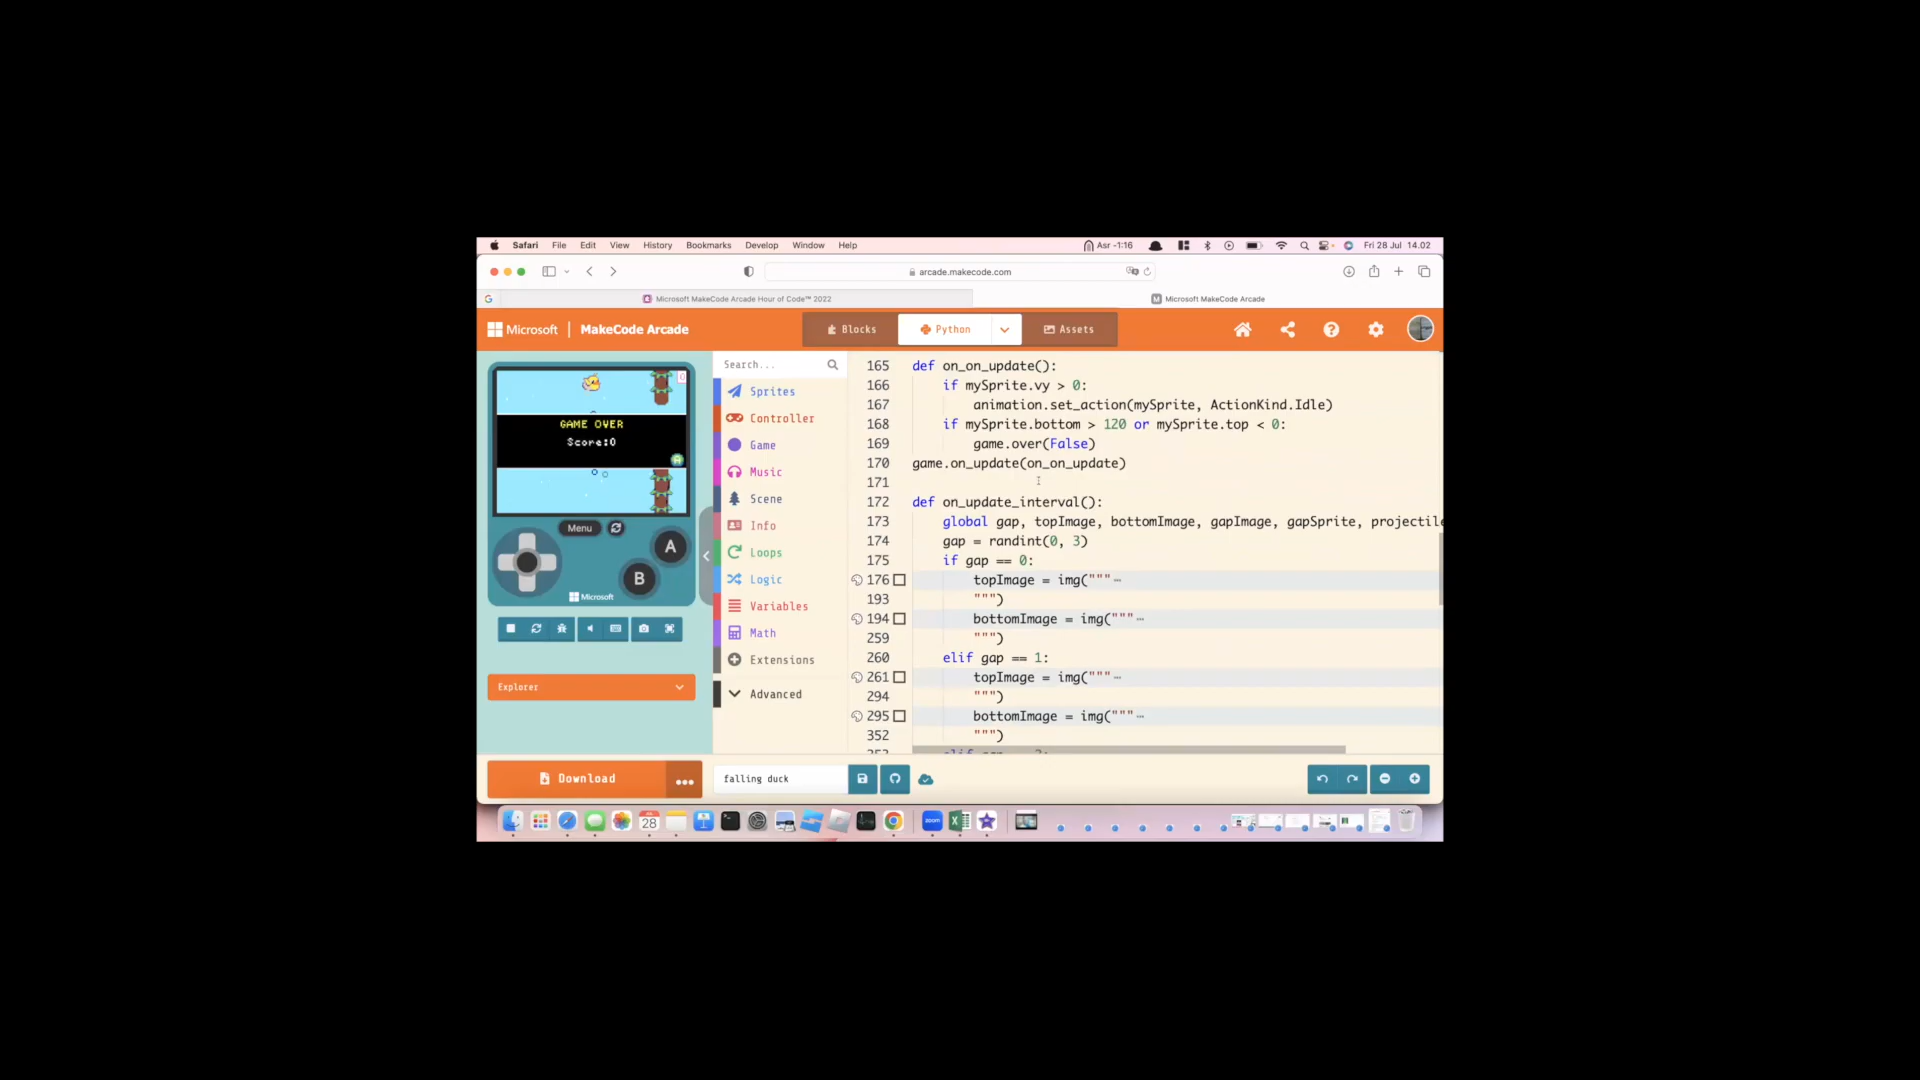 Safari File Edit View History Bookmarks Develop Window Help Asr -1:16 Fri 28 Jul 14.02
arcade.makecode.com
Microsoft MakeCode Arcade Hour of Code™ 2022
Microsoft MakeCode Arcade
Microsoft | MakeCode Arcade Blocks Python Assets
0
GAME OVER
Score:0
Menu
A
B
Microsoft
Explorer
Search...
Sprites
Controller
Game
Music
Scene
Info
Loops
Logic
Variables
Math
Extensions
Advanced
165 def on_on_update():
166 if mySprite.vy > 0:
167 animation.set_action(mySprite, ActionKind.Idle)
168 if mySprite.bottom > 120 or mySprite.top < 0:
169 game.over(False)
170 game.on_update(on_on_update)
171
172 def on_update_interval():
173 global gap, topImage, bottomImage, gapImage, gapSprite, projectile
174 gap = randint(0, 3)
175 if gap == 0:
176 topImage = img("""⋯
193 """)
194 bottomImage = img("""⋯
259 """)
260 elif gap == 1:
261 topImage = img("""⋯
294 """)
295 bottomImage = img("""⋯
352 """)
Download
falling duck
28
zoom